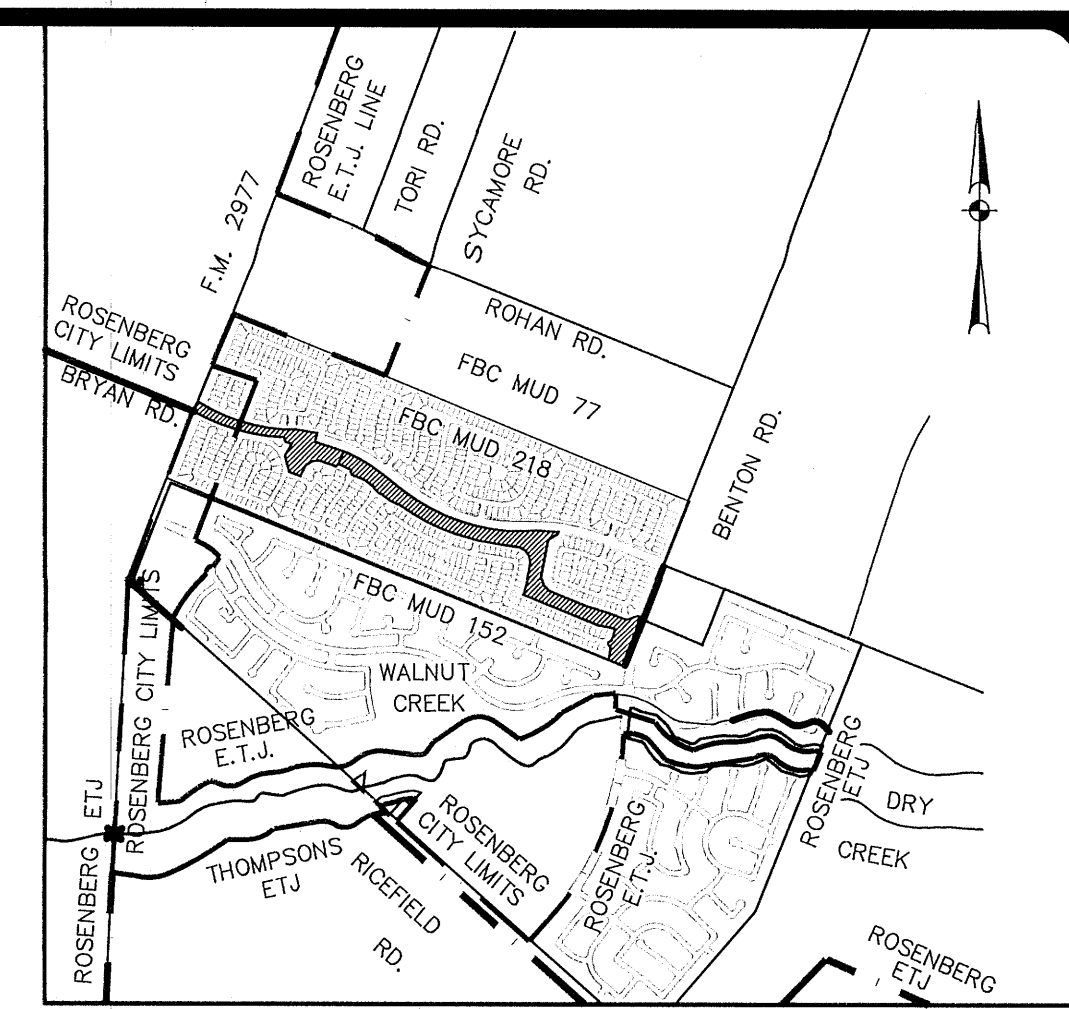 ROSENBERG
E.T.J. LINE
TORI RD.
SYCAMORE
RD.
F.M. 2977
ROSENBERG
CITY LIMITS
BRYAN RD.
ROHAN RD.
FBC MUD 77
FBC MUD 218
BENTON RD.
FBC MUD 152
WALNUT
CREEK
ROSENBERG CITY LIMITS
ROSENBERG
E.T.J.
ROSENBERG ETJ
THOMPSONS
ETJ
RICEFIELD
RD.
ROSENBERG
CITY LIMITS
ROSENBERG
E.T.J.
ROSENBERG
ETJ
DRY
CREEK
ROSENBERG
ETJ